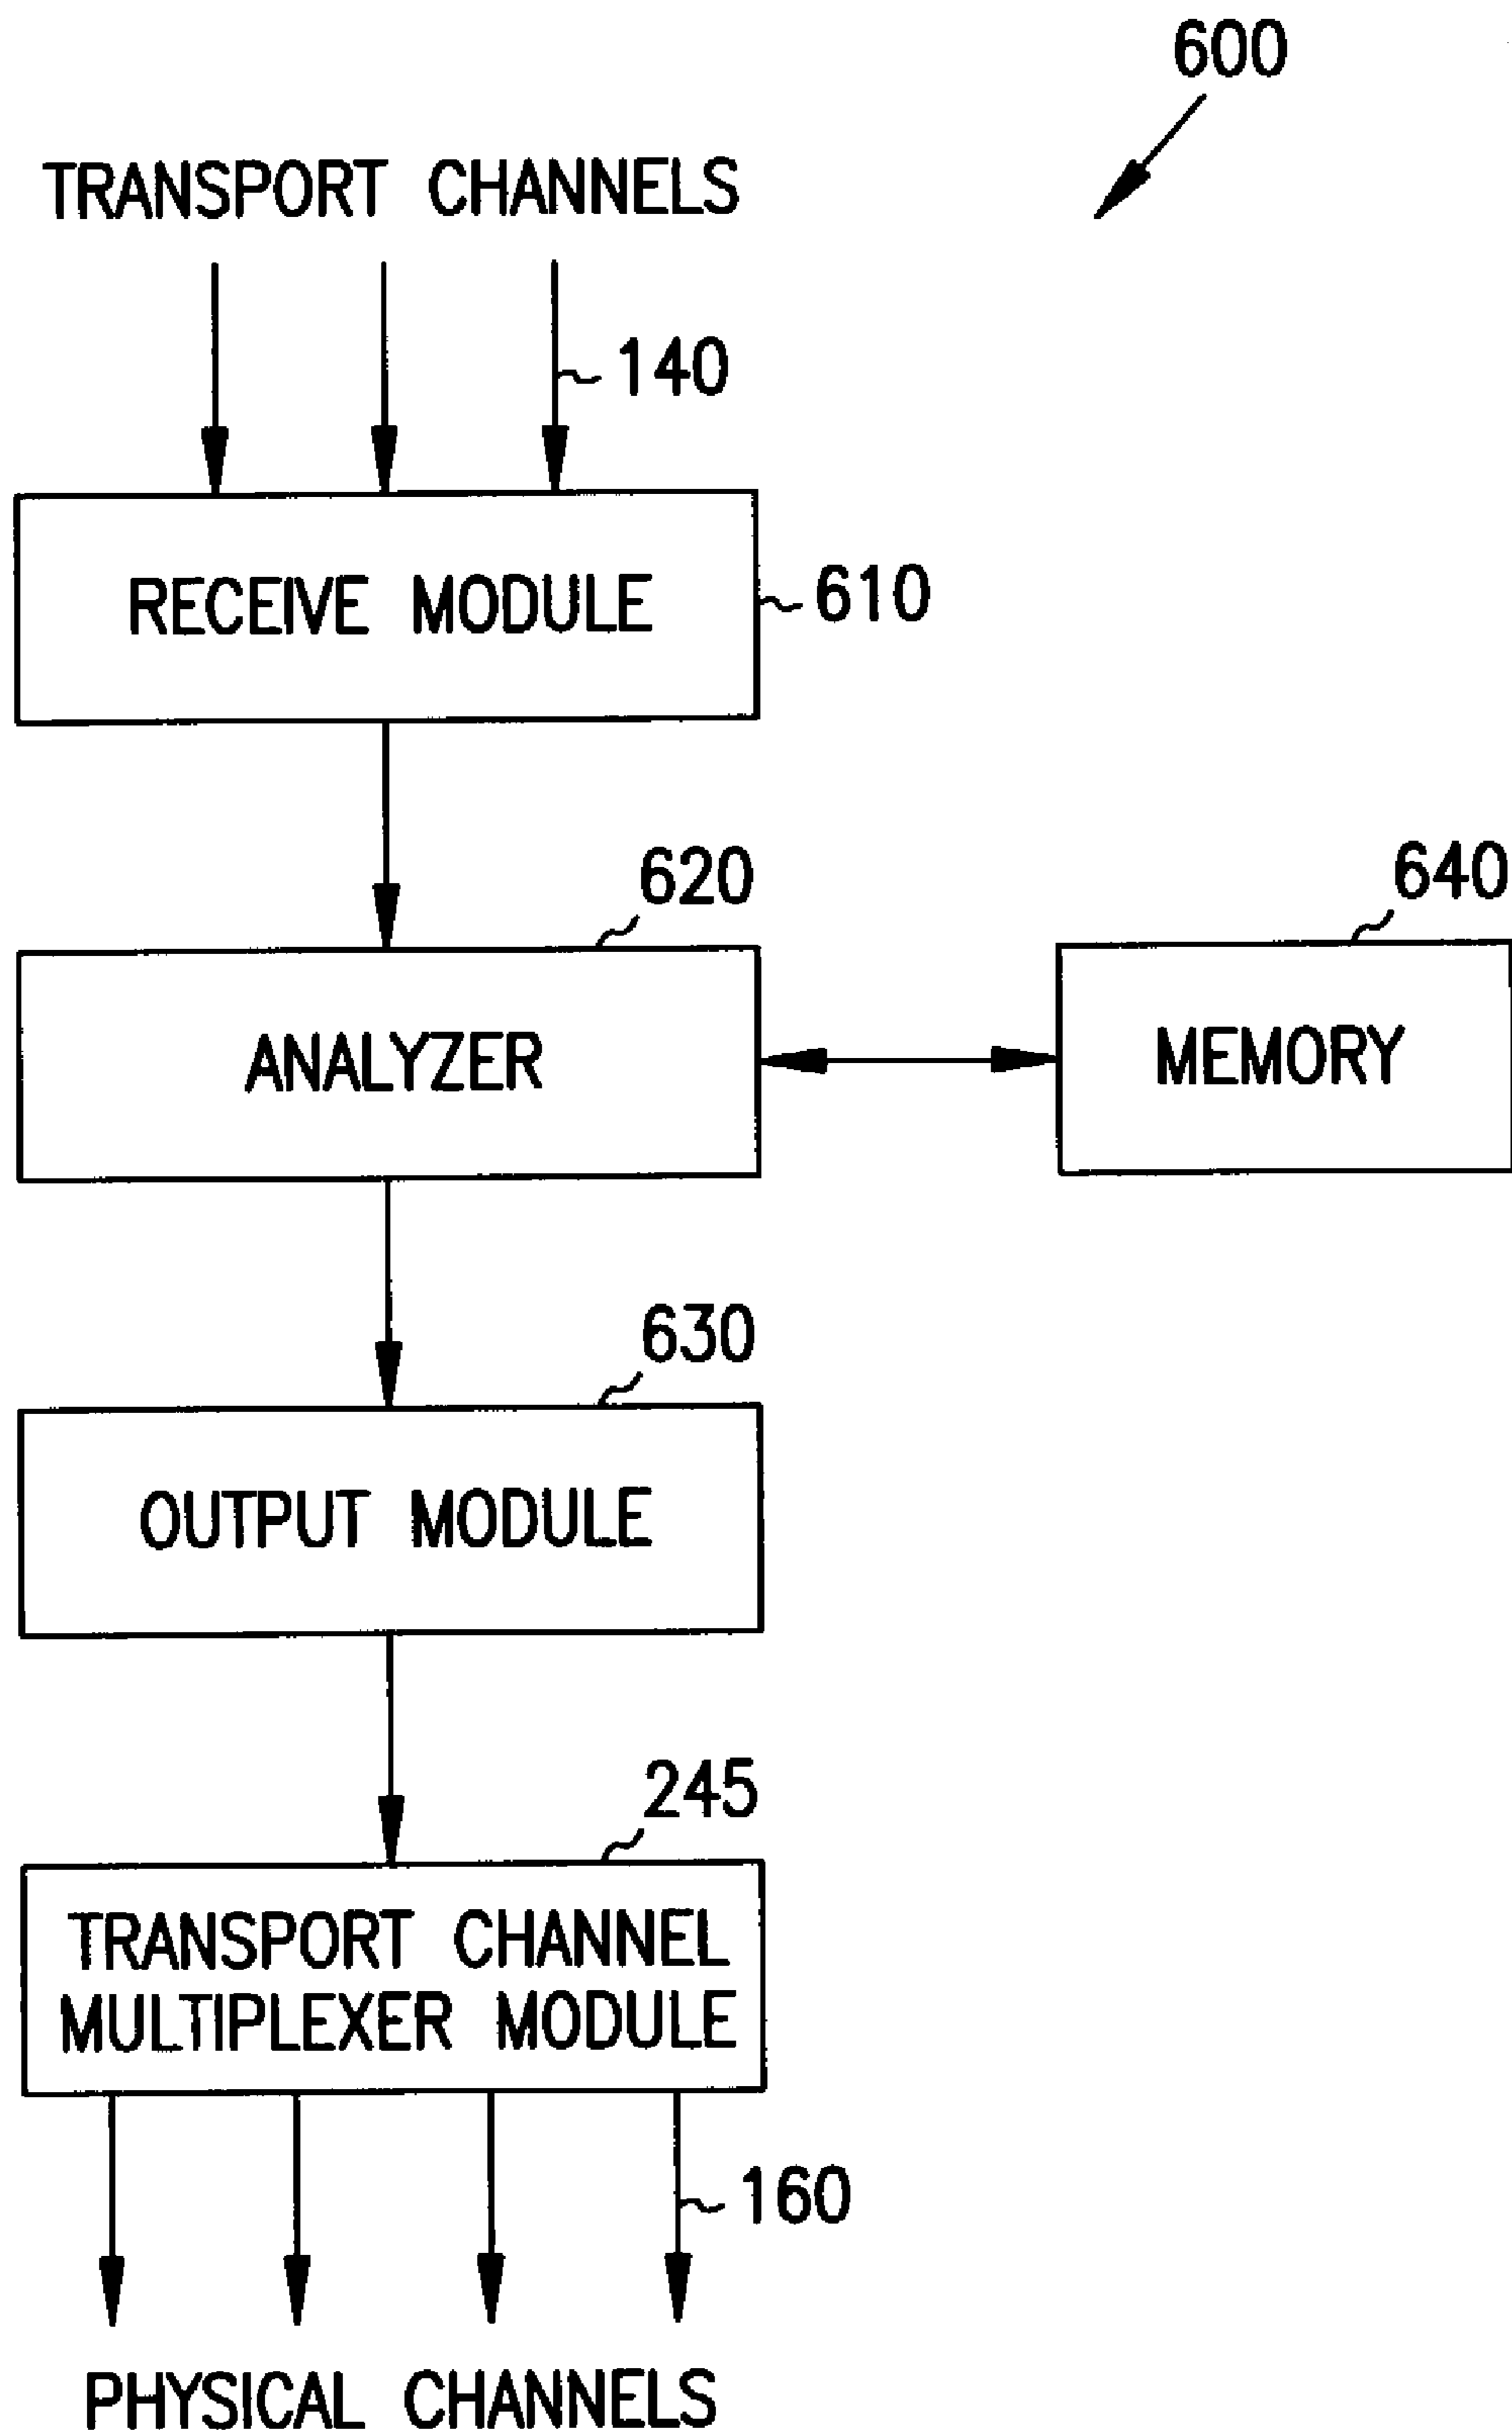 600
TRANSPORT CHANNELS
140
RECEIVE MODULE
610
620
640
ANALYZER
MEMORY
630
OUTPUT MODULE
245
TRANSPORT CHANNEL
MULTIPLEXER MODULE
160
PHYSICAL CHANNELS